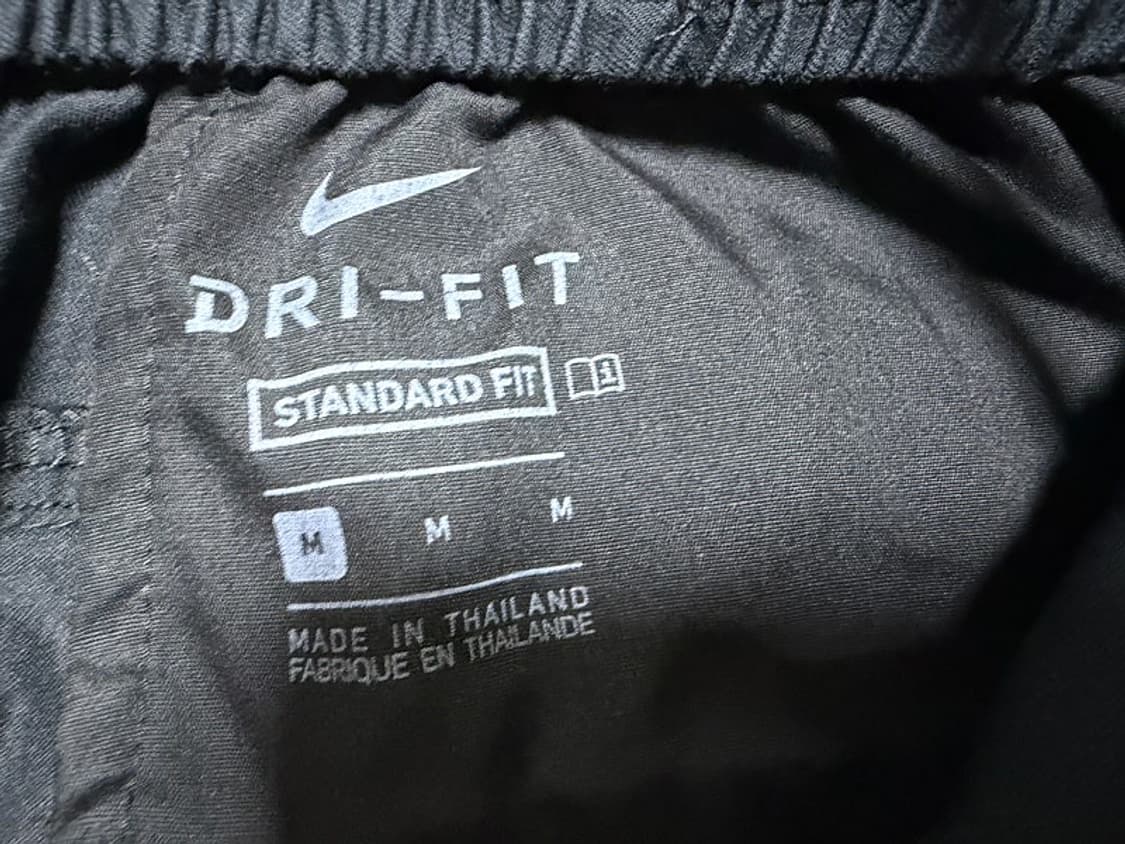 DRI-FIT
STANDARD FIT
M M M
MADE IN THAILAND
FABRIQUE EN THAILANDE